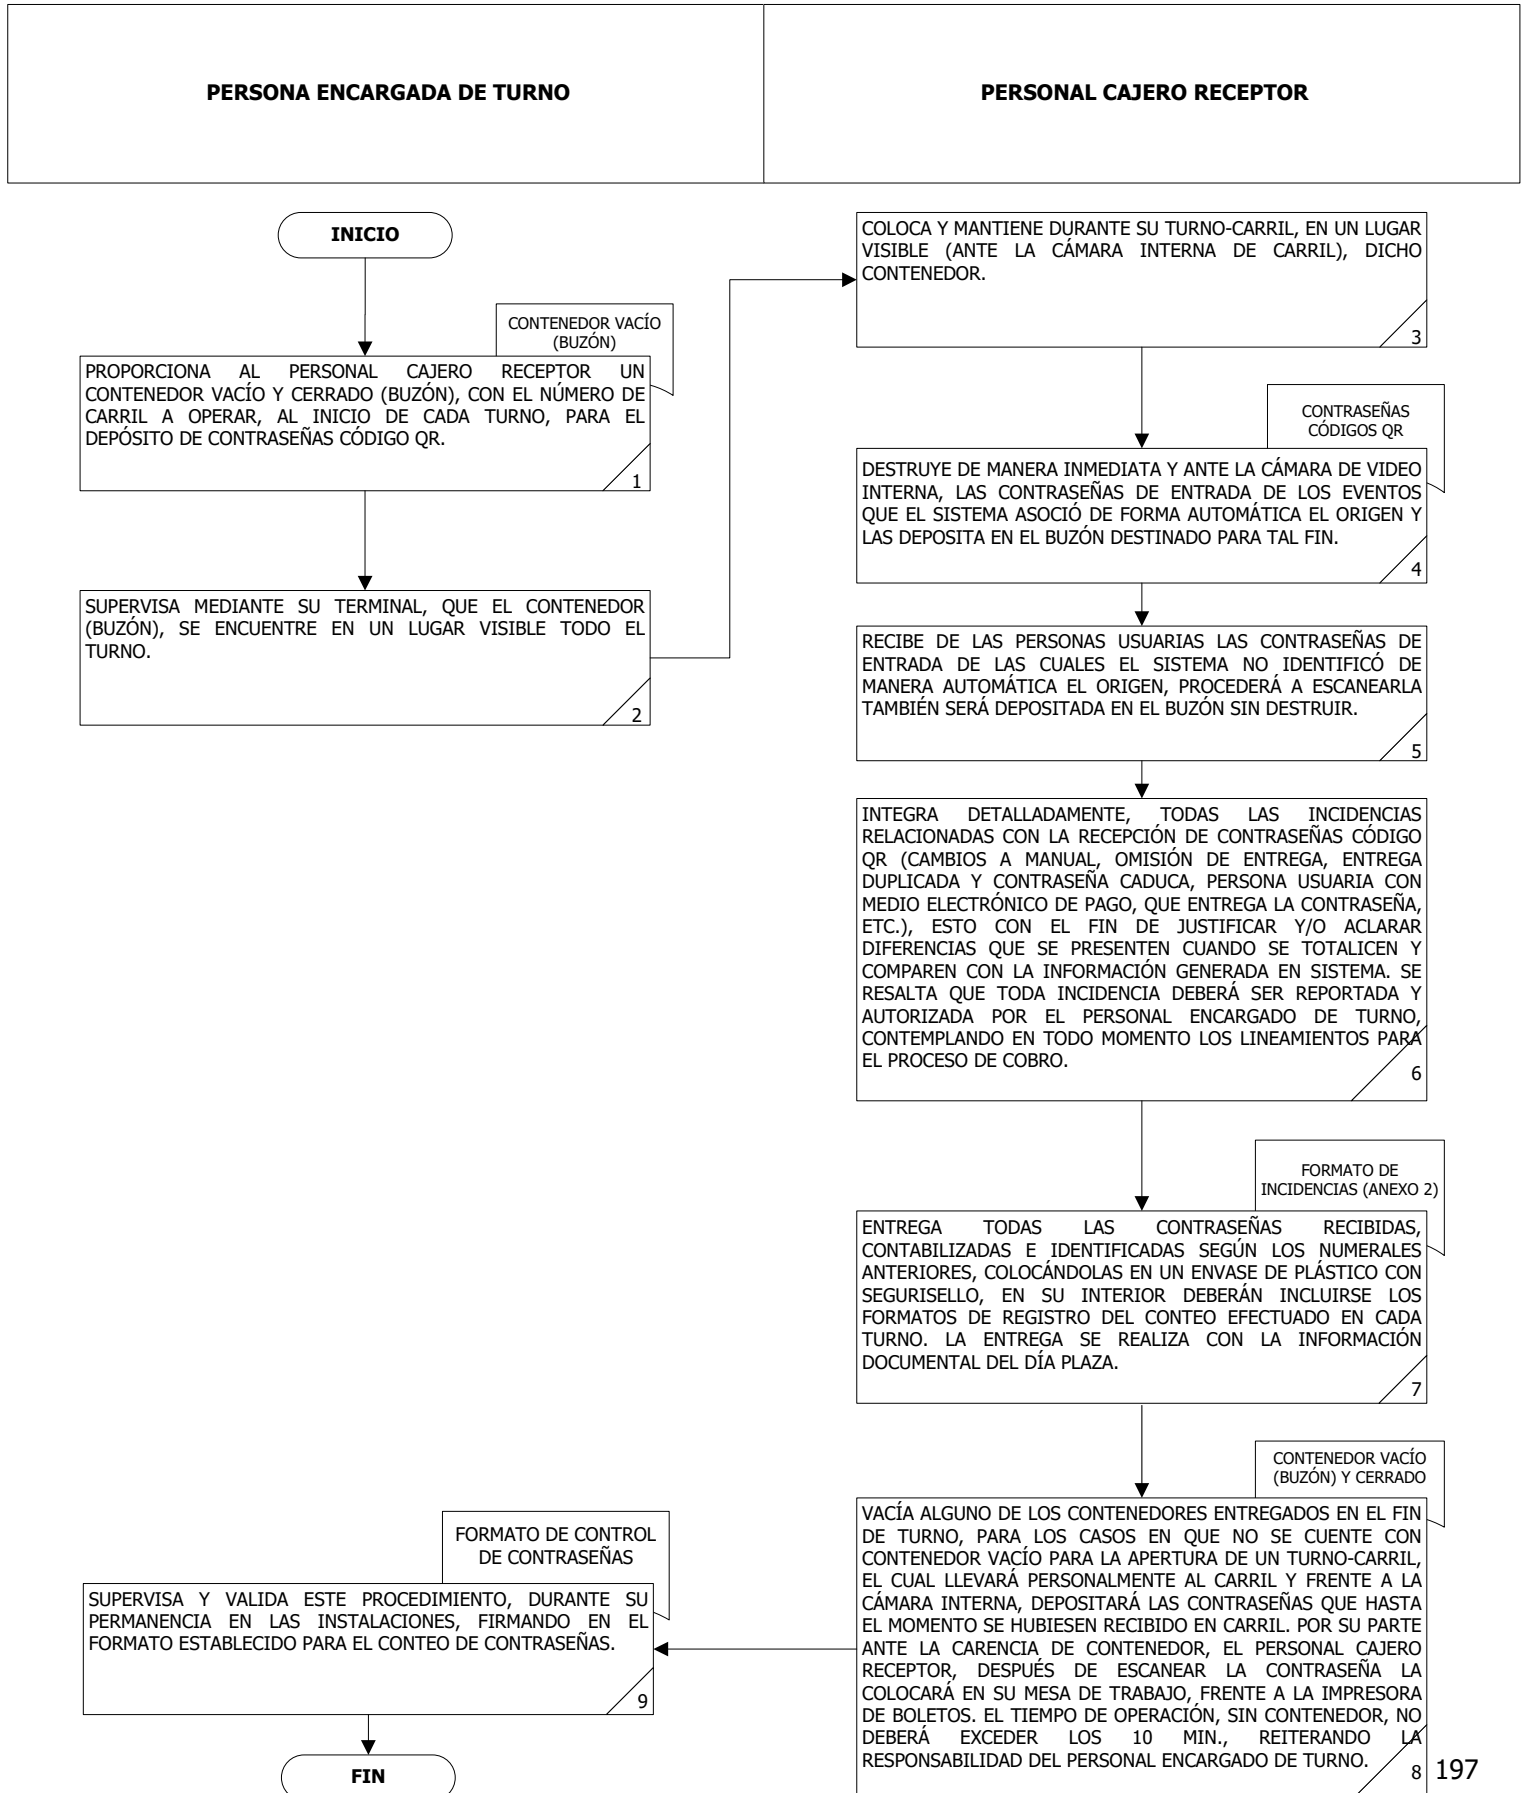 PERSONA ENCARGADA DE TURNO
PERSONAL CAJERO RECEPTOR
INICIO
CONTENEDOR VACÍO
(BUZÓN)
PROPORCIONA AL PERSONAL CAJERO RECEPTOR UN
CONTENEDOR VACÍO Y CERRADO (BUZÓN), CON EL NÚMERO DE
CARRIL A OPERAR, AL INICIO DE CADA TURNO, PARA EL
DEPÓSITO DE CONTRASEÑAS CÓDIGO QR.
1
SUPERVISA MEDIANTE SU TERMINAL, QUE EL CONTENEDOR
(BUZÓN), SE ENCUENTRE EN UN LUGAR VISIBLE TODO EL
TURNO.
2
COLOCA Y MANTIENE DURANTE SU TURNO-CARRIL, EN UN LUGAR
VISIBLE (ANTE LA CÁMARA INTERNA DE CARRIL), DICHO
CONTENEDOR.
3
CONTRASEÑAS
CÓDIGOS QR
DESTRUYE DE MANERA INMEDIATA Y ANTE LA CÁMARA DE VIDEO
INTERNA, LAS CONTRASEÑAS DE ENTRADA DE LOS EVENTOS
QUE EL SISTEMA ASOCIÓ DE FORMA AUTOMÁTICA EL ORIGEN Y
LAS DEPOSITA EN EL BUZÓN DESTINADO PARA TAL FIN.
4
RECIBE DE LAS PERSONAS USUARIAS LAS CONTRASEÑAS DE
ENTRADA DE LAS CUALES EL SISTEMA NO IDENTIFICÓ DE
MANERA AUTOMÁTICA EL ORIGEN, PROCEDERÁ A ESCANEARLA
TAMBIÉN SERÁ DEPOSITADA EN EL BUZÓN SIN DESTRUIR.
5
INTEGRA DETALLADAMENTE, TODAS LAS INCIDENCIAS
RELACIONADAS CON LA RECEPCIÓN DE CONTRASEÑAS CÓDIGO
QR (CAMBIOS A MANUAL, OMISIÓN DE ENTREGA, ENTREGA
DUPLICADA Y CONTRASEÑA CADUCA, PERSONA USUARIA CON
MEDIO ELECTRÓNICO DE PAGO, QUE ENTREGA LA CONTRASEÑA,
ETC.), ESTO CON EL FIN DE JUSTIFICAR Y/O ACLARAR
DIFERENCIAS QUE SE PRESENTEN CUANDO SE TOTALICEN Y
COMPAREN CON LA INFORMACIÓN GENERADA EN SISTEMA. SE
RESALTA QUE TODA INCIDENCIA DEBERÁ SER REPORTADA Y
AUTORIZADA POR EL PERSONAL ENCARGADO DE TURNO,
CONTEMPLANDO EN TODO MOMENTO LOS LINEAMIENTOS PARA
EL PROCESO DE COBRO.
6
FORMATO DE
INCIDENCIAS (ANEXO 2)
ENTREGA TODAS LAS CONTRASEÑAS RECIBIDAS,
CONTABILIZADAS E IDENTIFICADAS SEGÚN LOS NUMERALES
ANTERIORES, COLOCÁNDOLAS EN UN ENVASE DE PLÁSTICO CON
SEGURISELLO, EN SU INTERIOR DEBERÁN INCLUIRSE LOS
FORMATOS DE REGISTRO DEL CONTEO EFECTUADO EN CADA
TURNO. LA ENTREGA SE REALIZA CON LA INFORMACIÓN
DOCUMENTAL DEL DÍA PLAZA.
7
CONTENEDOR VACÍO
(BUZÓN) Y CERRADO
VACÍA ALGUNO DE LOS CONTENEDORES ENTREGADOS EN EL FIN
DE TURNO, PARA LOS CASOS EN QUE NO SE CUENTE CON
CONTENEDOR VACÍO PARA LA APERTURA DE UN TURNO-CARRIL,
EL CUAL LLEVARÁ PERSONALMENTE AL CARRIL Y FRENTE A LA
CÁMARA INTERNA, DEPOSITARÁ LAS CONTRASEÑAS QUE HASTA
EL MOMENTO SE HUBIESEN RECIBIDO EN CARRIL. POR SU PARTE
ANTE LA CARENCIA DE CONTENEDOR, EL PERSONAL CAJERO
RECEPTOR, DESPUÉS DE ESCANEAR LA CONTRASEÑA LA
COLOCARÁ EN SU MESA DE TRABAJO, FRENTE A LA IMPRESORA
DE BOLETOS. EL TIEMPO DE OPERACIÓN, SIN CONTENEDOR, NO
DEBERÁ EXCEDER LOS 10 MIN., REITERANDO LA
RESPONSABILIDAD DEL PERSONAL ENCARGADO DE TURNO.
8
FORMATO DE CONTROL
DE CONTRASEÑAS
SUPERVISA Y VALIDA ESTE PROCEDIMIENTO, DURANTE SU
PERMANENCIA EN LAS INSTALACIONES, FIRMANDO EN EL
FORMATO ESTABLECIDO PARA EL CONTEO DE CONTRASEÑAS.
9
FIN
197